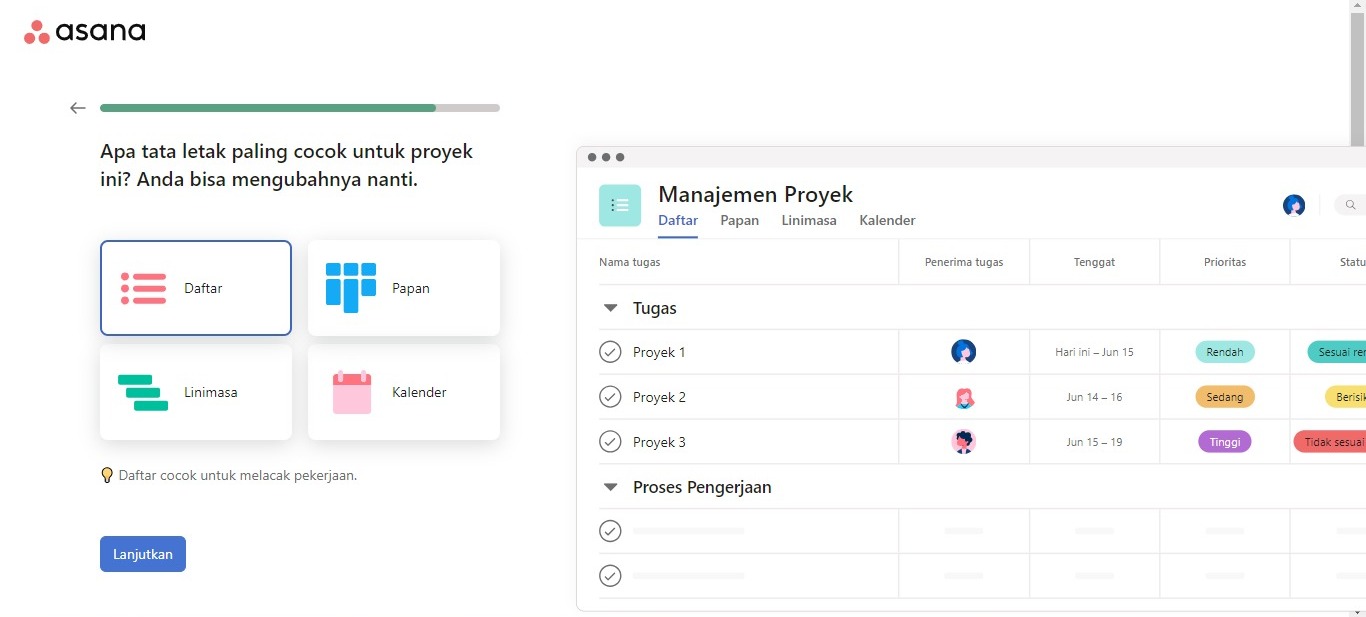 asana
Apa tata letak paling cocok untuk proyek
ini? Anda bisa mengubahnya nanti.
Daftar
Papan
Linimasa
Kalender
Daftar cocok untuk melacak pekerjaan.
Lanjutkan
Manajemen Proyek
Daftar Papan Linimasa Kalender
Nama tugas Penerima tugas Tenggat Prioritas Statu
Tugas
Proyek 1 Hari ini – Jun 15 Rendah Sesuai ren
Proyek 2 Jun 14 – 16 Sedang Berisik
Proyek 3 Jun 15 – 19 Tinggi Tidak sesuai
Proses Pengerjaan